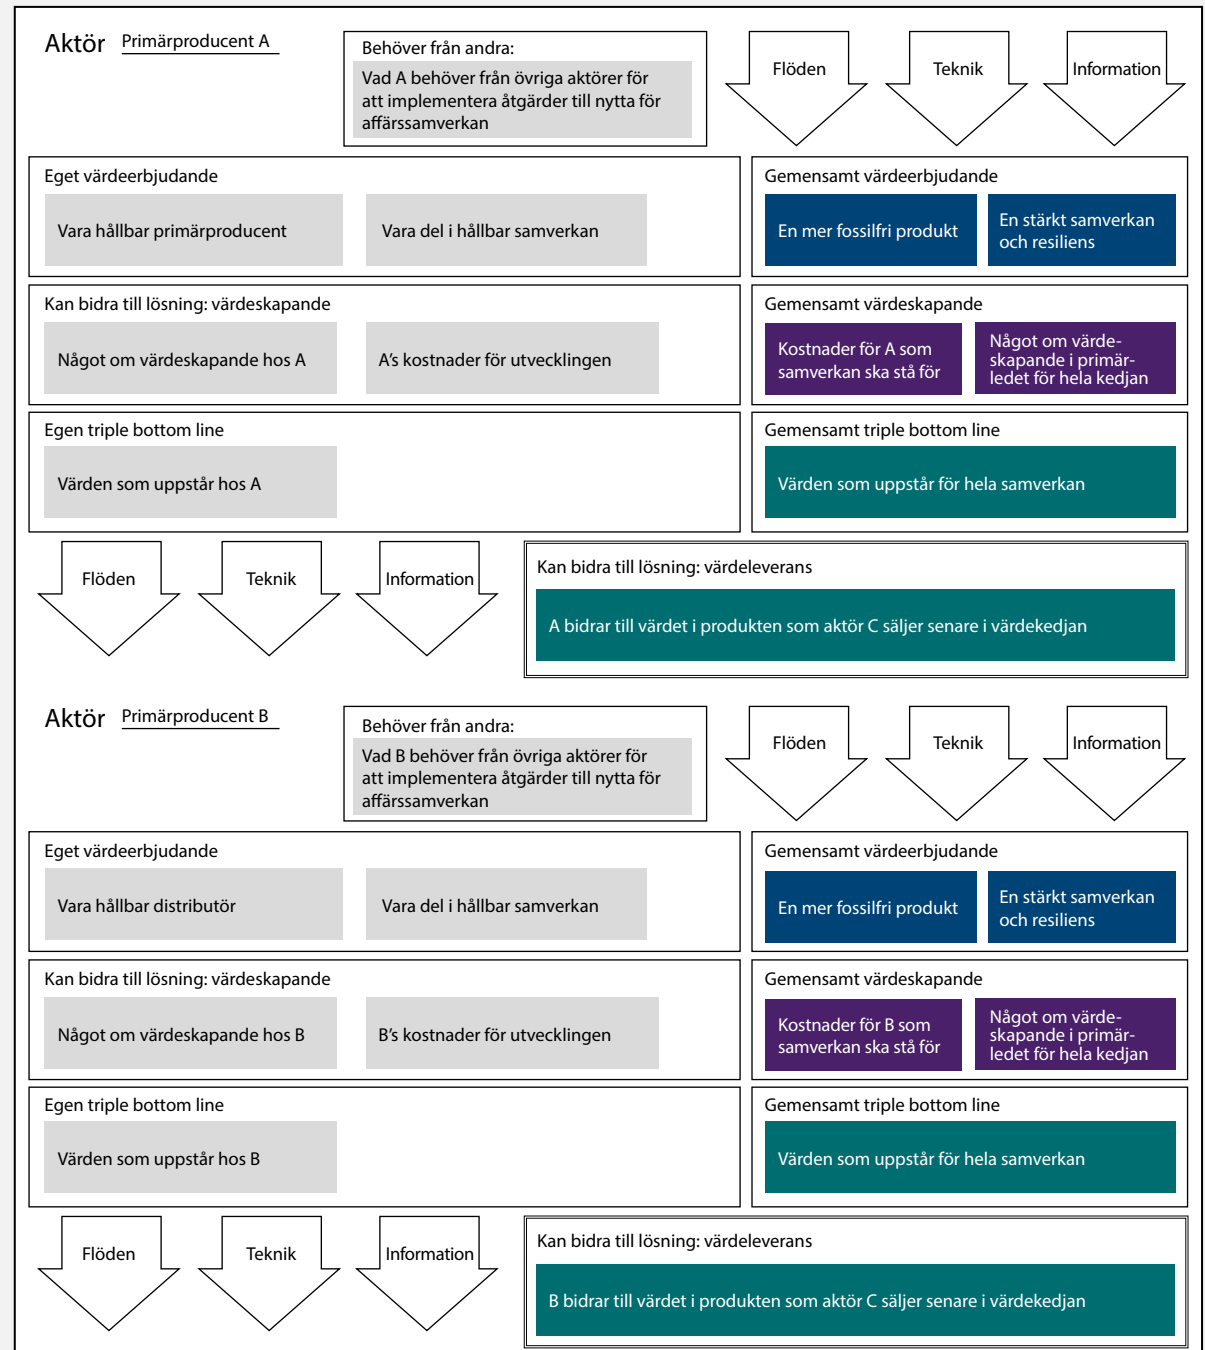 Aktör Primärproducent A
Behöver från andra:
Vad A behöver från övriga aktörer för
att implementera åtgärder till nytta för
affärssamverkan
Flöden
Teknik
Information
Eget värdeerbjudande
Vara hållbar primärproducent
Vara del i hållbar samverkan
Gemensamt värdeerbjudande
En mer fossilfri produkt
En stärkt samverkan
och resiliens
Kan bidra till lösning: värdeskapande
Något om värdeskapande hos A
A's kostnader för utvecklingen
Gemensamt värdeskapande
Kostnader för A som
samverkan ska stå för
Något om värde-
skapande i primär-
ledet för hela kedjan
Egen triple bottom line
Värden som uppstår hos A
Gemensamt triple bottom line
Värden som uppstår för hela samverkan
Flöden
Teknik
Information
Kan bidra till lösning: värdeleverans
A bidrar till värdet i produkten som aktör C säljer senare i värdekedjan
Aktör Primärproducent B
Behöver från andra:
Vad B behöver från övriga aktörer för
att implementera åtgärder till nytta för
affärssamverkan
Flöden
Teknik
Information
Eget värdeerbjudande
Vara hållbar distributör
Vara del i hållbar samverkan
Gemensamt värdeerbjudande
En mer fossilfri produkt
En stärkt samverkan
och resiliens
Kan bidra till lösning: värdeskapande
Något om värdeskapande hos B
B's kostnader för utvecklingen
Gemensamt värdeskapande
Kostnader för B som
samverkan ska stå för
Något om värde-
skapande i primär-
ledet för hela kedjan
Egen triple bottom line
Värden som uppstår hos B
Gemensamt triple bottom line
Värden som uppstår för hela samverkan
Flöden
Teknik
Information
Kan bidra till lösning: värdeleverans
B bidrar till värdet i produkten som aktör C säljer senare i värdekedjan